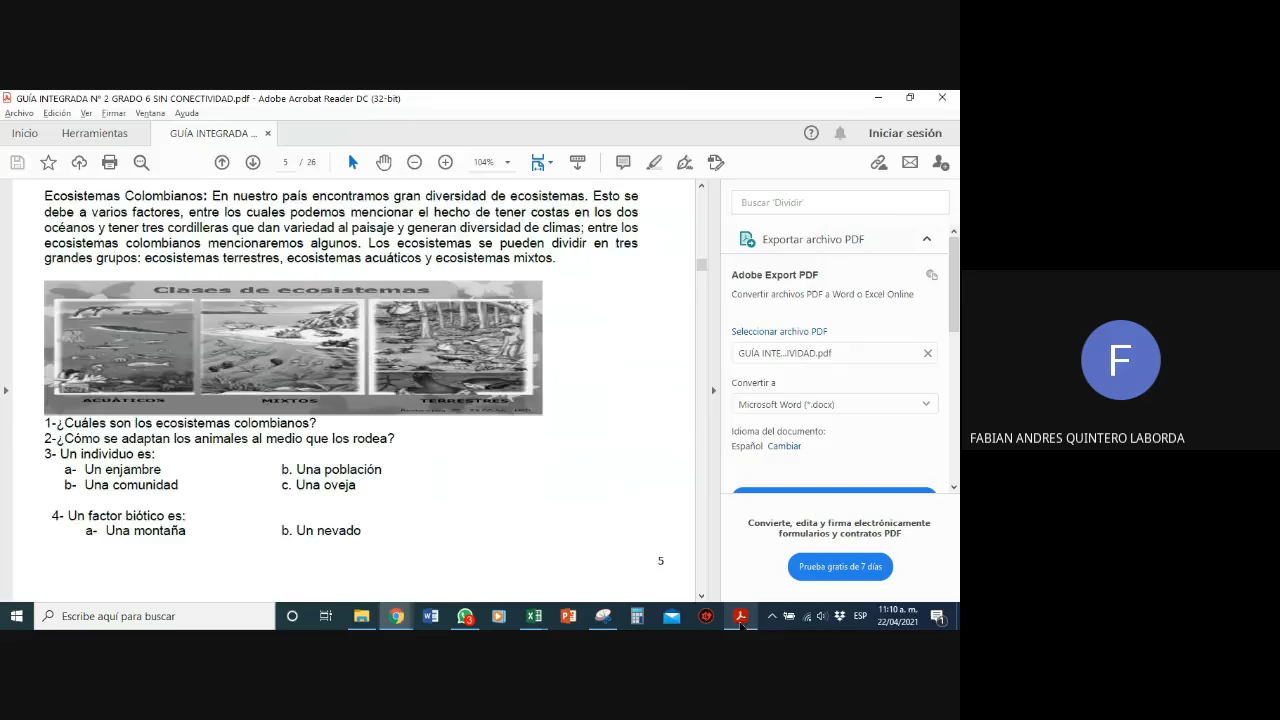 GUÍA INTEGRADA N° 2 GRADO 6 SIN CONECTIVIDAD.pdf - Adobe Acrobat Reader DC (32-bit)
Archivo Edición Ver Firmar Ventana Ayuda
Inicio Herramientas GUÍA INTEGRADA ... × Iniciar sesión
5 / 26 104%
Ecosistemas Colombianos: En nuestro país encontramos gran diversidad de ecosistemas. Esto se
debe a varios factores, entre los cuales podemos mencionar el hecho de tener costas en los dos
océanos y tener tres cordilleras que dan variedad al paisaje y generan diversidad de climas; entre los
ecosistemas colombianos mencionaremos algunos. Los ecosistemas se pueden dividir en tres
grandes grupos: ecosistemas terrestres, ecosistemas acuáticos y ecosistemas mixtos.
Clases de ecosistemas
ACUÁTICOS MIXTOS TERRESTRES
1-¿Cuáles son los ecosistemas colombianos?
2-¿Cómo se adaptan los animales al medio que los rodea?
3- Un individuo es:
a- Un enjambre b. Una población
b- Una comunidad c. Una oveja
4- Un factor biótico es:
a- Una montaña b. Un nevado
5
Buscar 'Dividir'
Exportar archivo PDF
Adobe Export PDF
Convertir archivos PDF a Word o Excel Online
Seleccionar archivo PDF
GUÍA INTE...IVIDAD.pdf
Convertir a
Microsoft Word (*.docx)
Idioma del documento:
Español Cambiar
Convierte, edita y firma electrónicamente
formularios y contratos PDF
Prueba gratis de 7 días
Escribe aquí para buscar
3
ESP
11:10 a. m.
22/04/2021
1
F
FABIAN ANDRES QUINTERO LABORDA